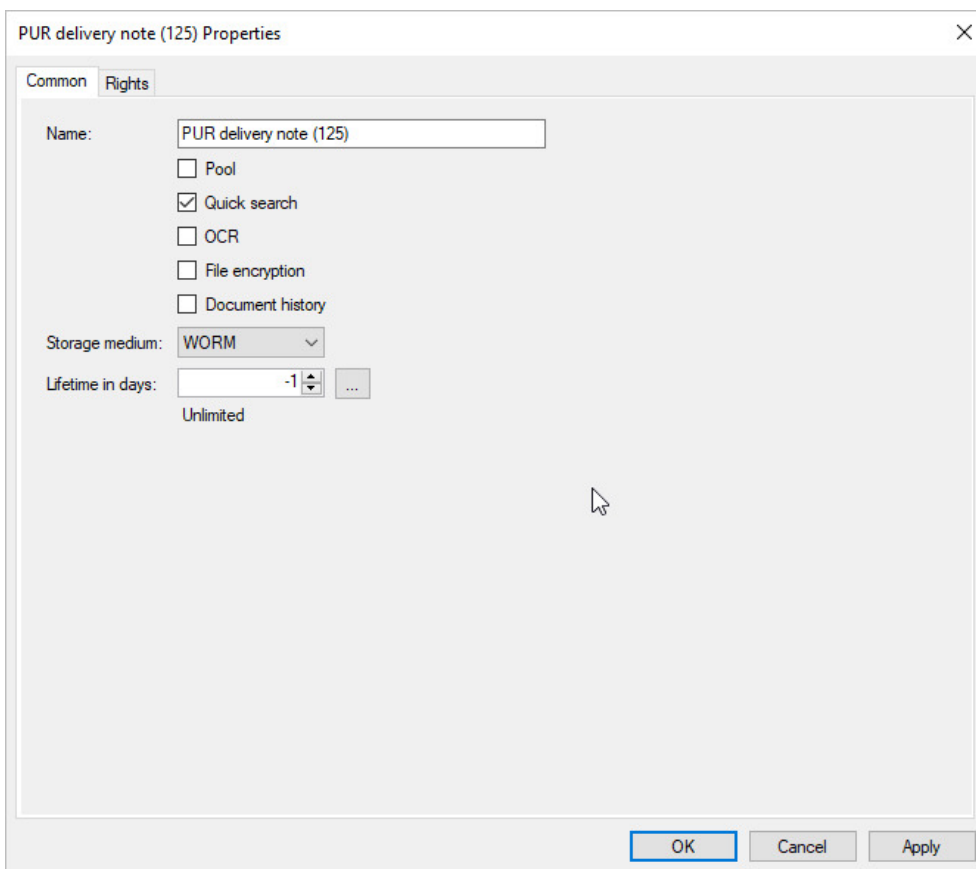 PUR delivery note (125) Properties
Common Rights
Name: PUR delivery note (125)
Pool
Quick search
OCR
File encryption
Document history
Storage medium: WORM
Lifetime in days: -1 ...
Unlimited
OK Cancel Apply